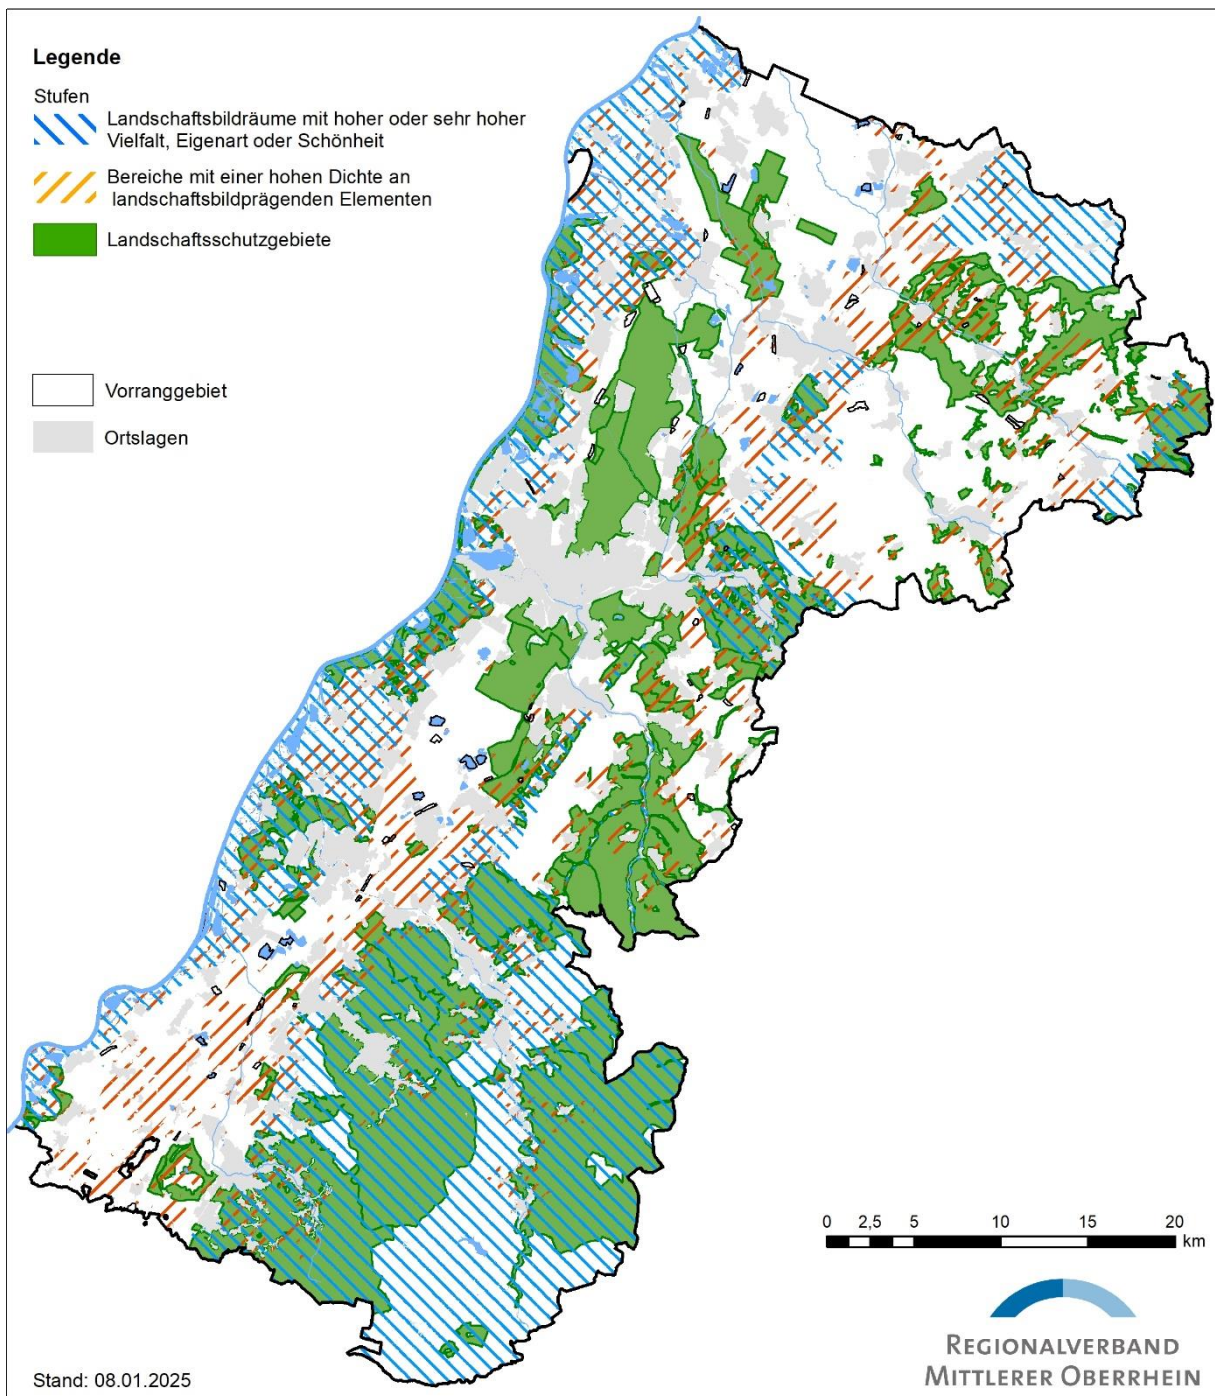 Legende
Stufen
Landschaftsbildräume mit hoher oder sehr hoher
Vielfalt, Eigenart oder Schönheit
Bereiche mit einer hohen Dichte an
landschaftsbildprägenden Elementen
Landschaftsschutzgebiete
Vorranggebiet
Ortslagen
0 2,5 5 10 15 20
km
REGIONALVERBAND
MITTLERER OBERRHEIN
Stand: 08.01.2025